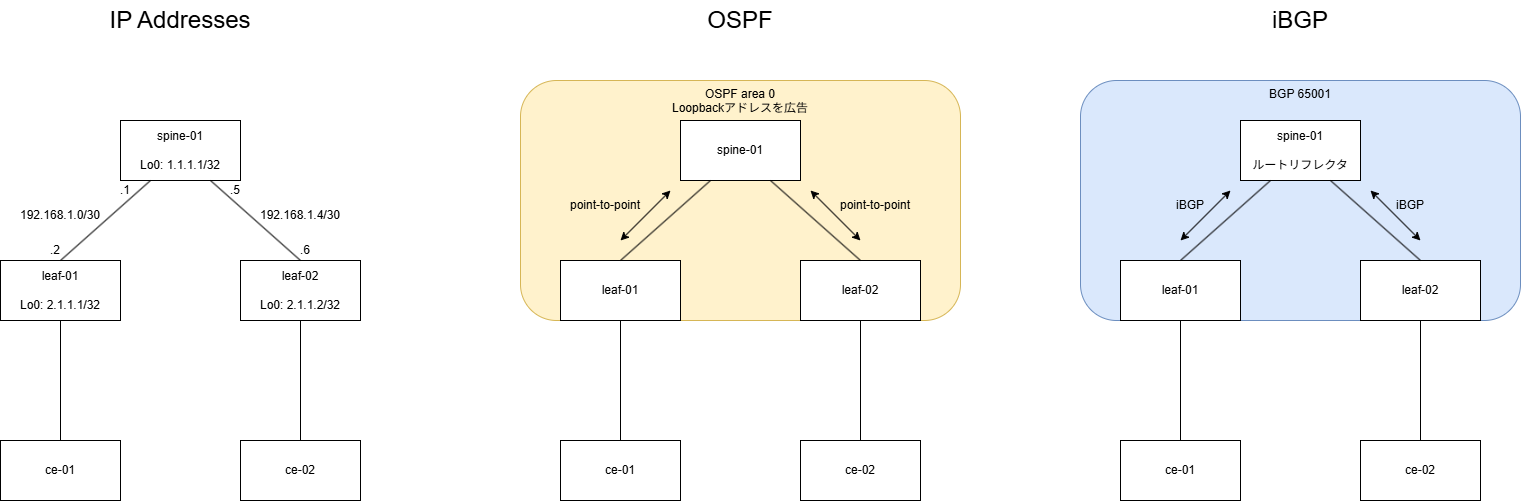 IP Addresses
spine-01
Lo0: 1.1.1.1/32
.1
.5
192.168.1.0/30
192.168.1.4/30
.2
.6
leaf-01
Lo0: 2.1.1.1/32
leaf-02
Lo0: 2.1.1.2/32
ce-01
ce-02
OSPF
OSPF area 0
Loopbackアドレスを広告
spine-01
point-to-point
point-to-point
leaf-01
leaf-02
ce-01
ce-02
iBGP
BGP 65001
spine-01
ルートリフレクタ
iBGP
iBGP
leaf-01
leaf-02
ce-01
ce-02